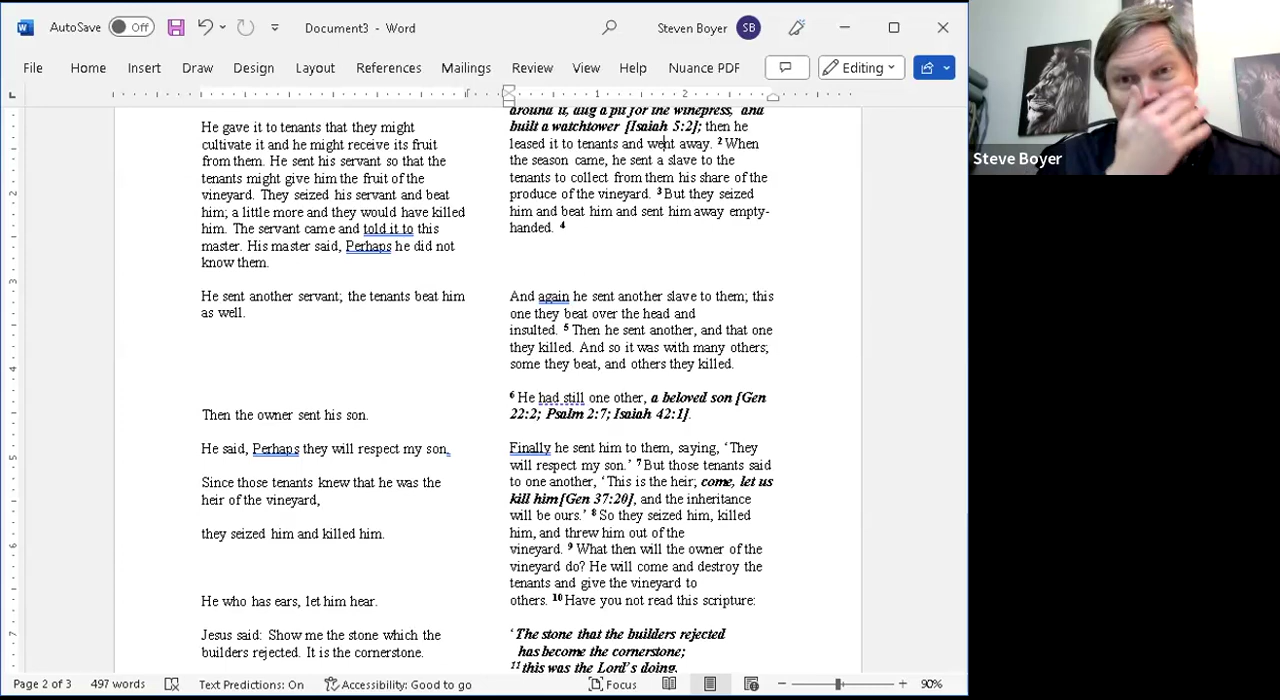 AutoSave Off Document3 - Word Steven Boyer SB
File Home Insert Draw Design Layout References Mailings Review View Help Nuance PDF Editing
L 1 2
He gave it to tenants that they might
cultivate it and he might receive its fruit
from them. He sent his servant so that the
tenants might give him the fruit of the
vineyard. They seized his servant and beat
him; a little more and they would have killed
him. The servant came and told it to this
master. His master said, Perhaps he did not
know them.
He sent another servant; the tenants beat him
as well.
Then the owner sent his son.
He said, Perhaps they will respect my son,
Since those tenants knew that he was the
heir of the vineyard,
they seized him and killed him.
He who has ears, let him hear.
Jesus said: Show me the stone which the
builders rejected. It is the cornerstone.
around it, dug a pit for the winepress, and
built a watchtower [Isaiah 5:2]; then he
leased it to tenants and went away. 2 When
the season came, he sent a slave to the
tenants to collect from them his share of the
produce of the vineyard. 3 But they seized
him and beat him and sent him away empty-
handed. 4
And again he sent another slave to them; this
one they beat over the head and
insulted. 5 Then he sent another, and that one
they killed. And so it was with many others;
some they beat, and others they killed.
6 He had still one other, a beloved son [Gen
22:2; Psalm 2:7; Isaiah 42:1].
Finally he sent him to them, saying, ‘They
will respect my son.’ 7 But those tenants said
to one another, ‘This is the heir; come, let us
kill him [Gen 37:20], and the inheritance
will be ours.’ 8 So they seized him, killed
him, and threw him out of the
vineyard. 9 What then will the owner of the
vineyard do? He will come and destroy the
tenants and give the vineyard to
others. 10 Have you not read this scripture:
‘The stone that the builders rejected
has become the cornerstone;
11 this was the Lord’s doing,
2
3
4
5
6
7
Page 2 of 3 497 words Text Predictions: On Accessibility: Good to go Focus 90%
Steve Boyer